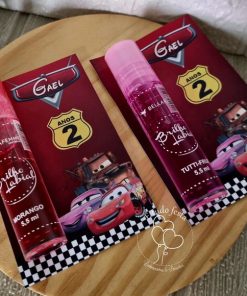 GAEL
ANOS
2
Brilho
Labial
MORANGO
5,5 ml
GAEL
ANOS
2
BELLA
Brilho
Labial
TUTTI-FRUTTI
5,5 ml